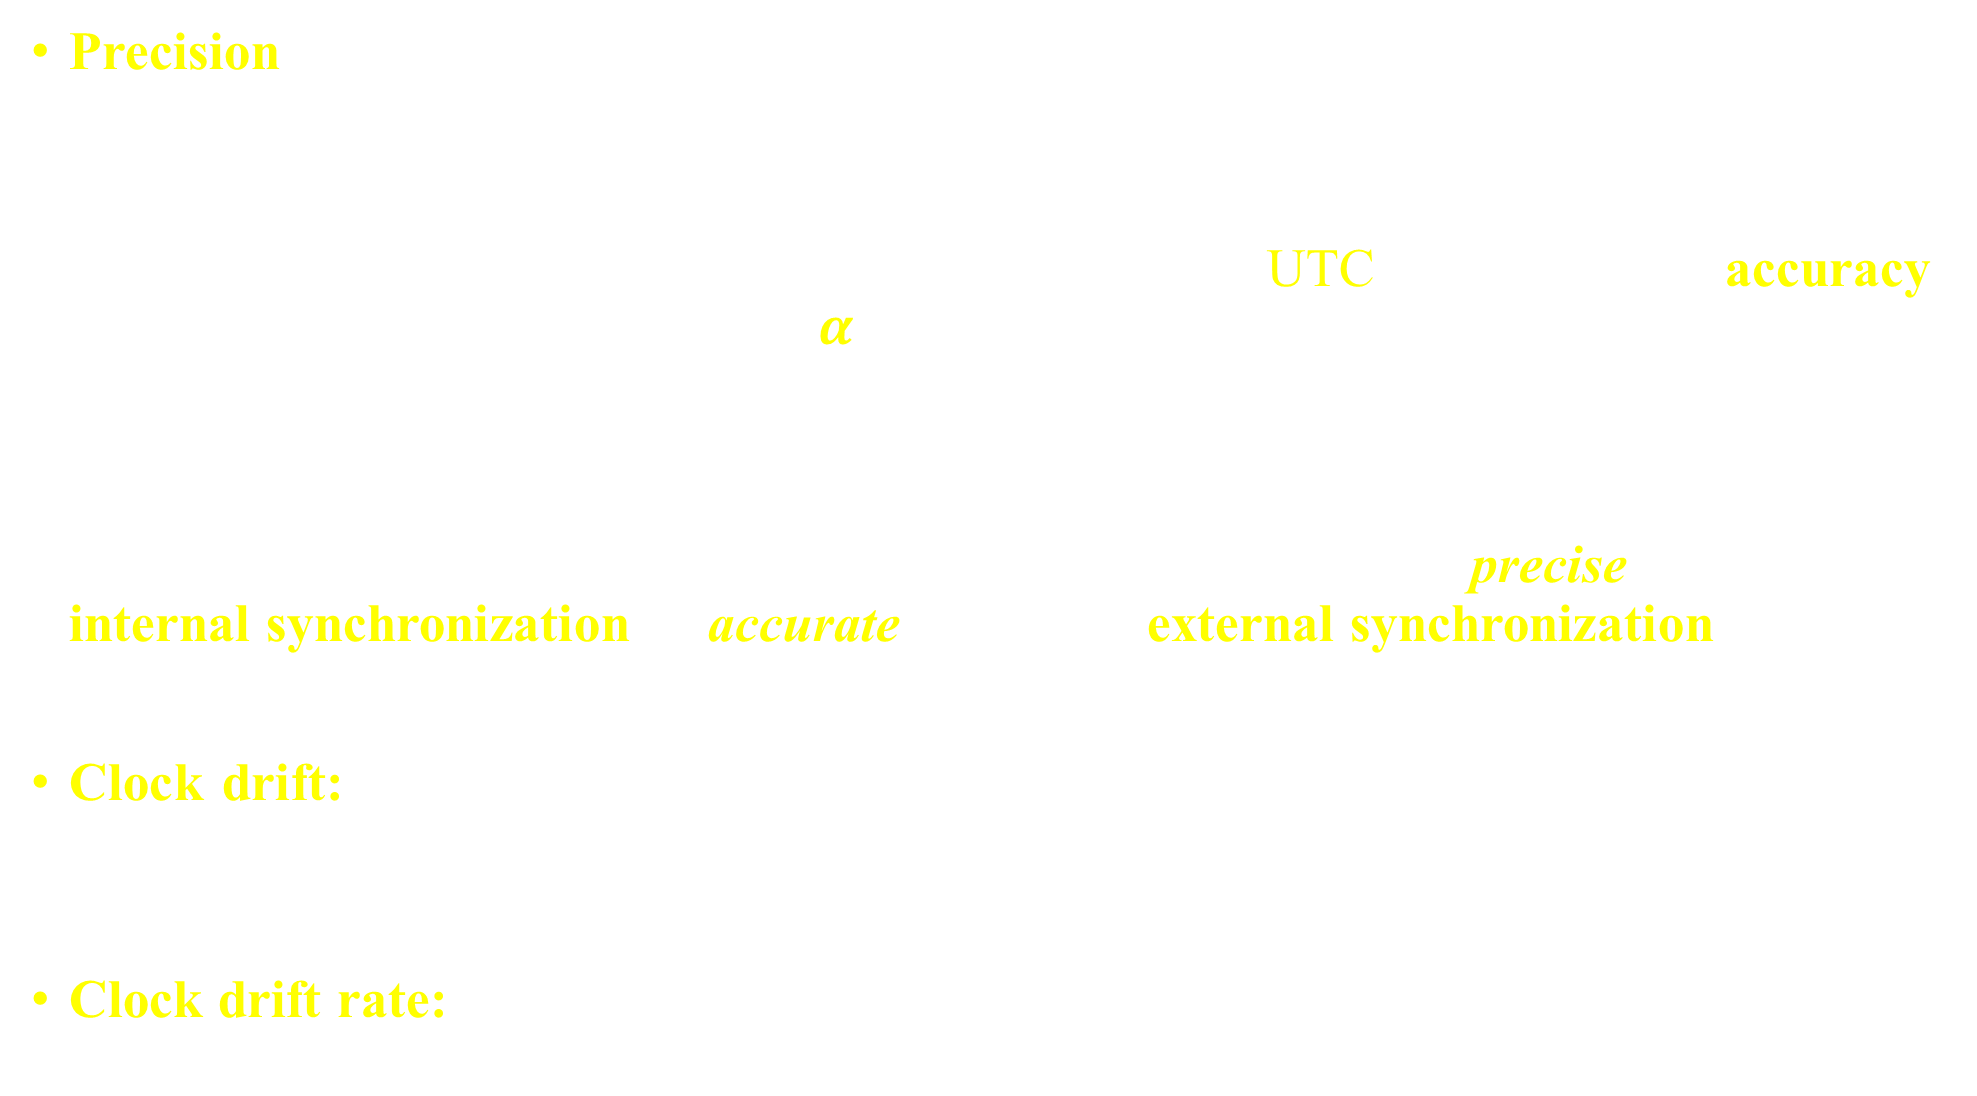 • Precision
UTC accuracy
α
precise
internal synchronization accurate external synchronization
• Clock drift:
• Clock drift rate: